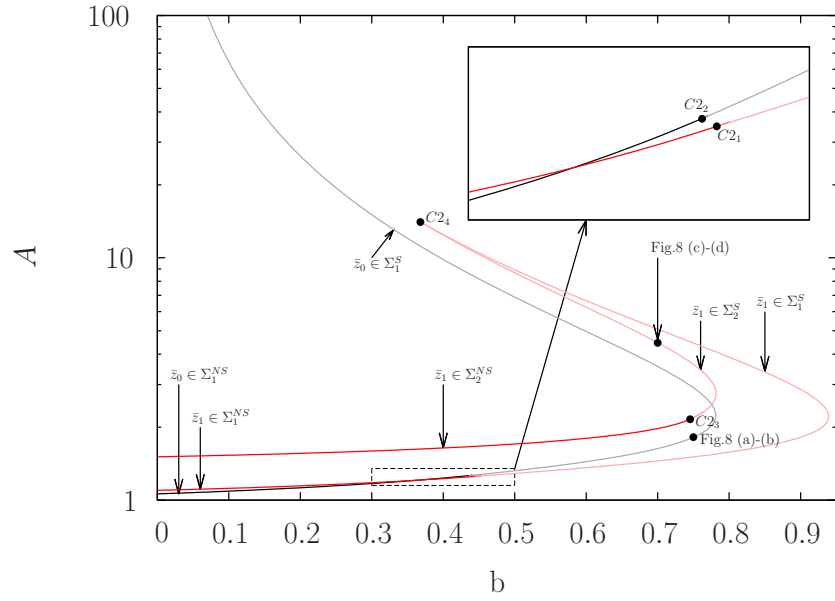 100
10
1
A
0
0.1
0.2
0.3
0.4
0.5
0.6
0.7
0.8
0.9
b
C2₂
C2₁
C2₄
z̄₀ ∈ Σ₁^S
Fig.8 (c)-(d)
z̄₁ ∈ Σ₂^S
z̄₁ ∈ Σ₁^S
z̄₀ ∈ Σ₁^{NS}
z̄₁ ∈ Σ₁^{NS}
z̄₁ ∈ Σ₂^{NS}
C2₃
Fig.8 (a)-(b)